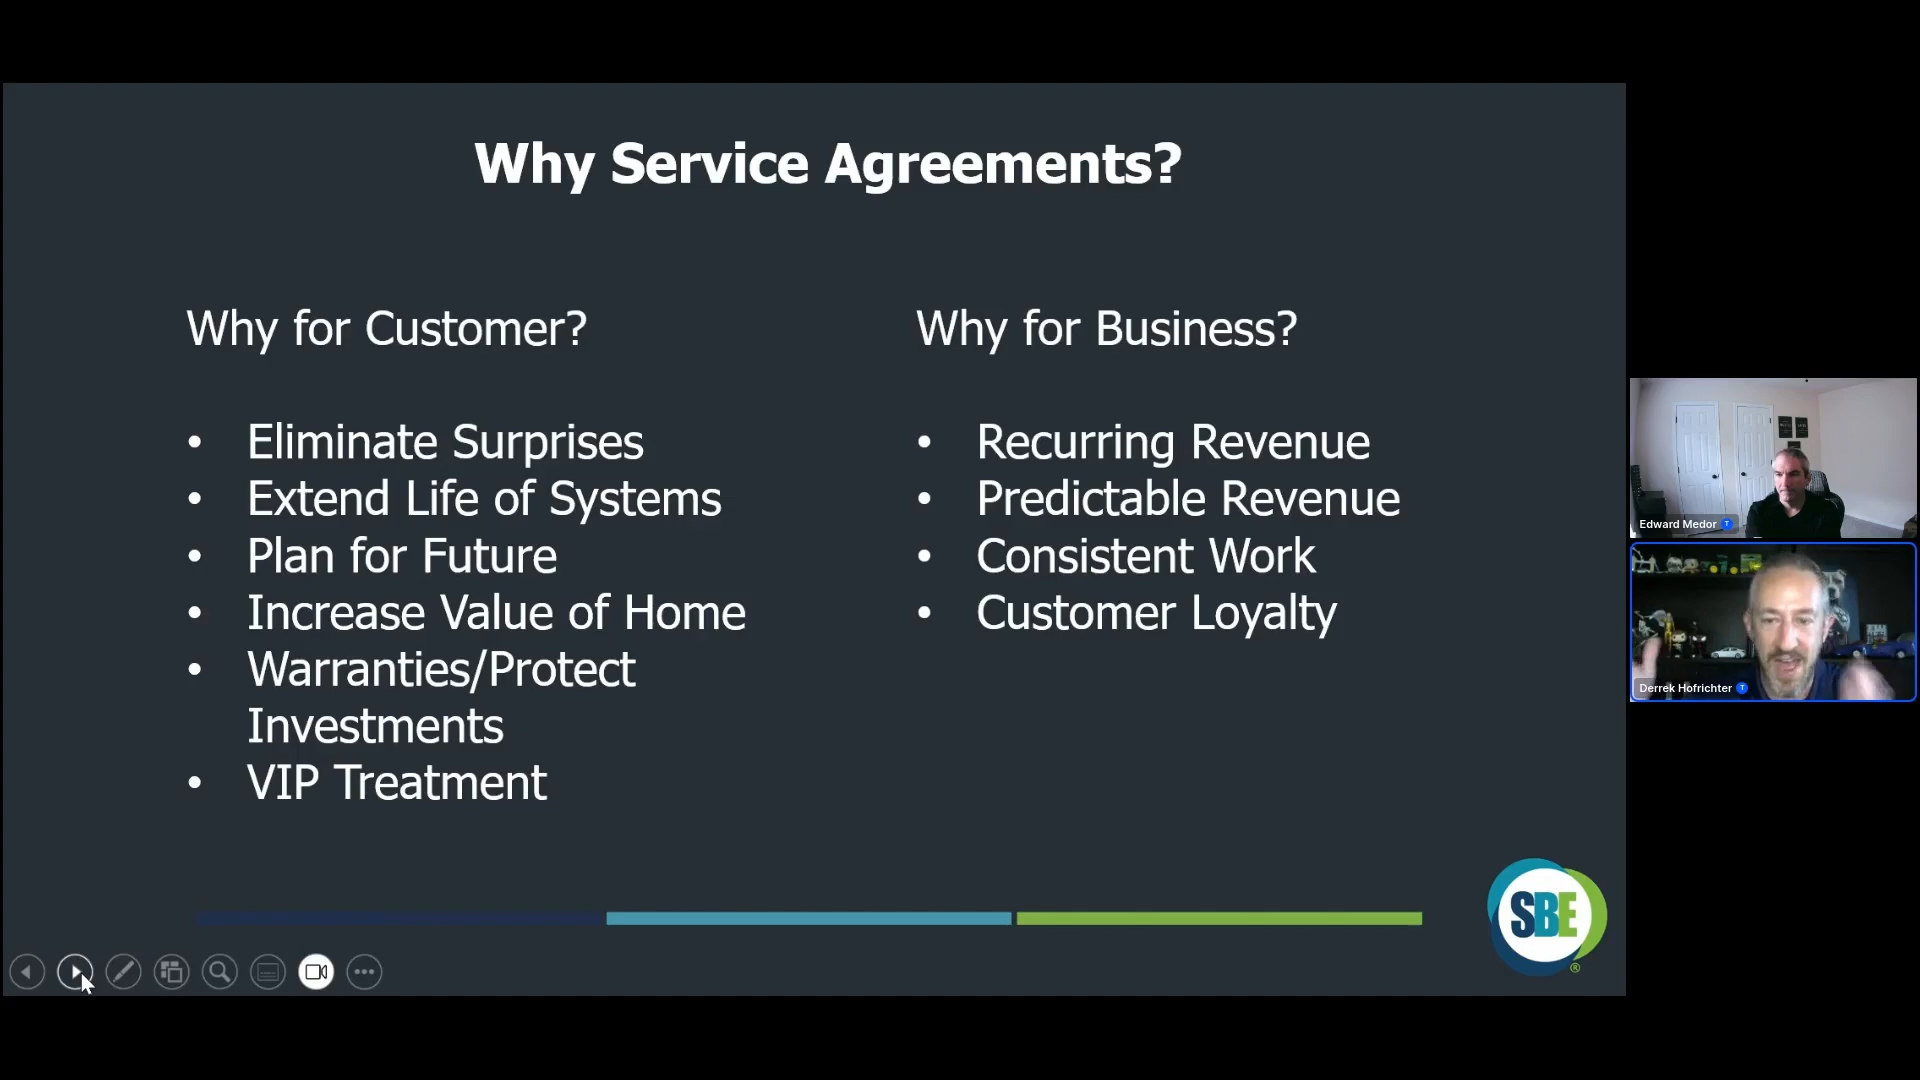 Why Service Agreements?
Why for Customer?
• Eliminate Surprises
• Extend Life of Systems
• Plan for Future
• Increase Value of Home
• Warranties/Protect
Investments
• VIP Treatment
Why for Business?
• Recurring Revenue
• Predictable Revenue
• Consistent Work
• Customer Loyalty
SBE
®
Edward Medor T
Derrek Hofrichter T